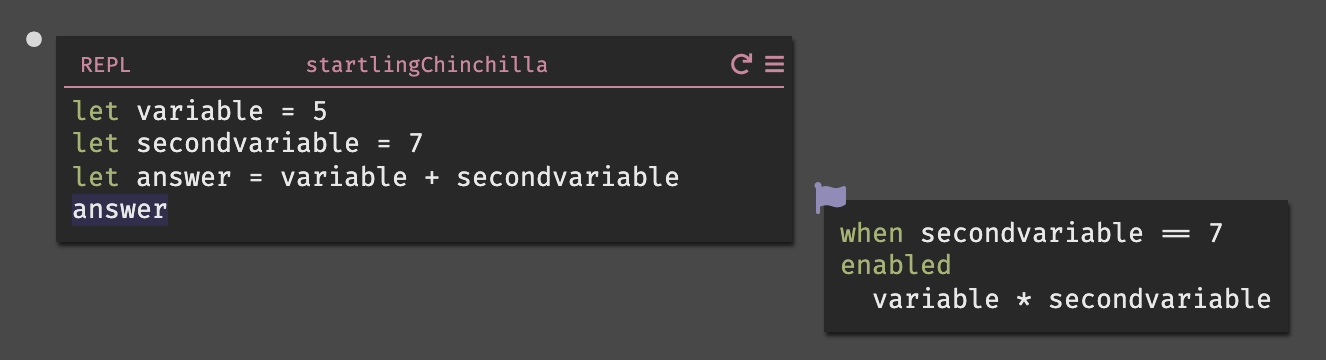 REPL startlingChinchilla
let variable = 5
let secondvariable = 7
let answer = variable + secondvariable
answer
when secondvariable == 7
enabled
variable * secondvariable